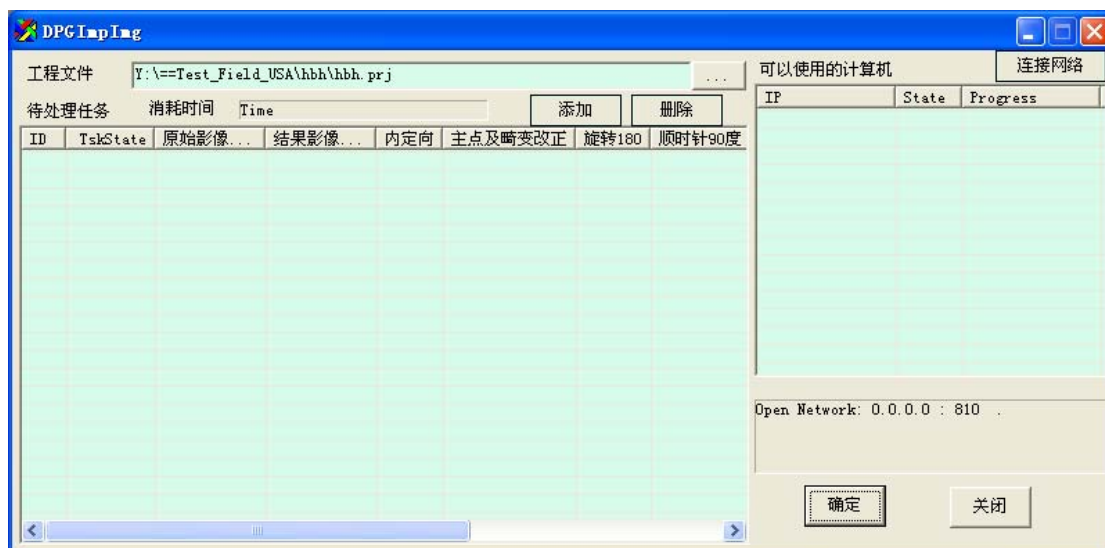 DPGImpImg
工程文件 Y:\==Test_Field_USA\hbh\hbh.prj ...
待处理任务 消耗时间 Time 添加 删除
ID TskState 原始影像... 结果影像... 内定向 主点及畸变改正 旋转180 顺时针90度
可以使用的计算机 连接网络
IP State Progress
Open Network: 0.0.0.0 : 810 .
确定 关闭